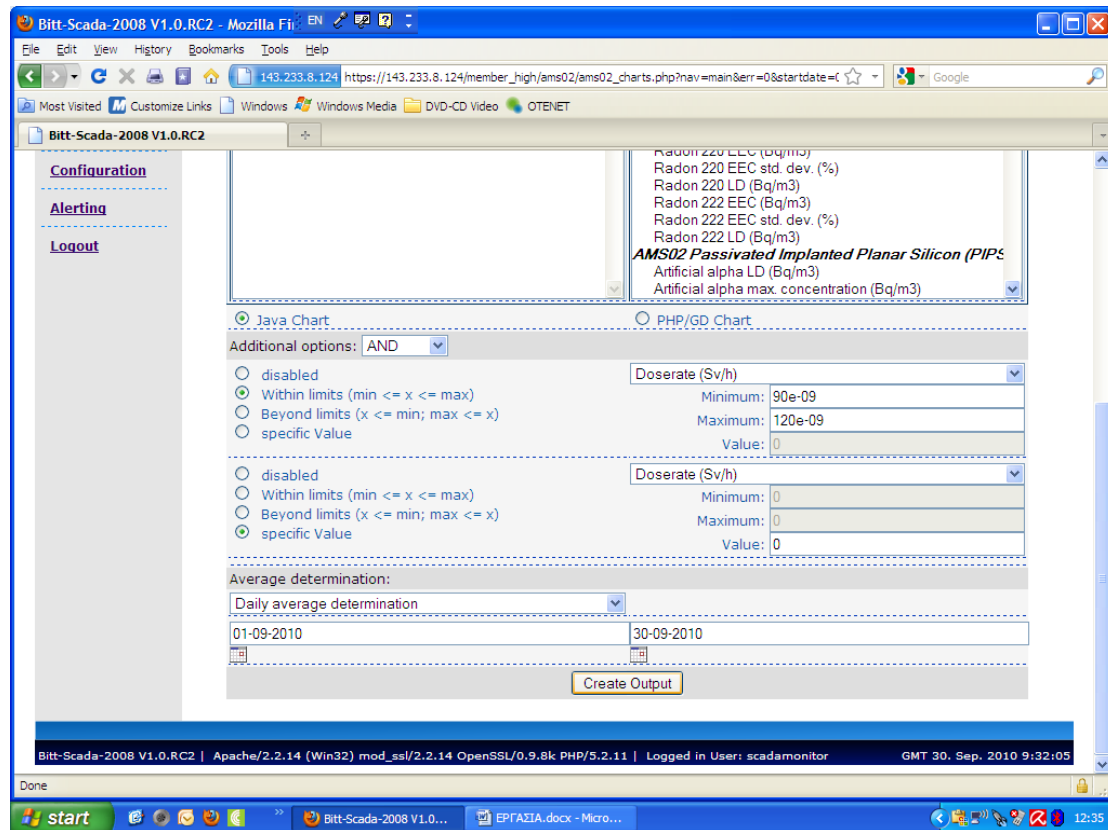 Bitt-Scada-2008 V1.0.RC2 - Mozilla Fi
EN
File Edit View History Bookmarks Tools Help
143.233.8.124 https://143.233.8.124/member_high/ams02/ams02_charts.php?nav=main&err=0&startdate=(
Google
Most Visited Customize Links Windows Windows Media DVD-CD Video OTENET
Bitt-Scada-2008 V1.0.RC2
Configuration
Alerting
Logout
Radon 220 EEC (Bq/m3)
Radon 220 EEC std. dev. (%)
Radon 220 LD (Bq/m3)
Radon 222 EEC (Bq/m3)
Radon 222 EEC std. dev. (%)
Radon 222 LD (Bq/m3)
AMS02 Passivated Implanted Planar Silicon (PIPS
Artificial alpha LD (Bq/m3)
Artificial alpha max. concentration (Bq/m3)
Java Chart PHP/GD Chart
Additional options: AND
disabled Doserate (Sv/h)
Within limits (min <= x <= max) Minimum: 90e-09
Beyond limits (x <= min; max <= x) Maximum: 120e-09
specific Value Value: 0
disabled Doserate (Sv/h)
Within limits (min <= x <= max) Minimum: 0
Beyond limits (x <= min; max <= x) Maximum: 0
specific Value Value: 0
Average determination:
Daily average determination
01-09-2010 30-09-2010
Create Output
Bitt-Scada-2008 V1.0.RC2 | Apache/2.2.14 (Win32) mod_ssl/2.2.14 OpenSSL/0.9.8k PHP/5.2.11 | Logged in User: scadamonitor GMT 30. Sep. 2010 9:32:05
Done
start Bitt-Scada-2008 V1.0... ΕΡΓΑΣΙΑ.docx - Micro... 12:35